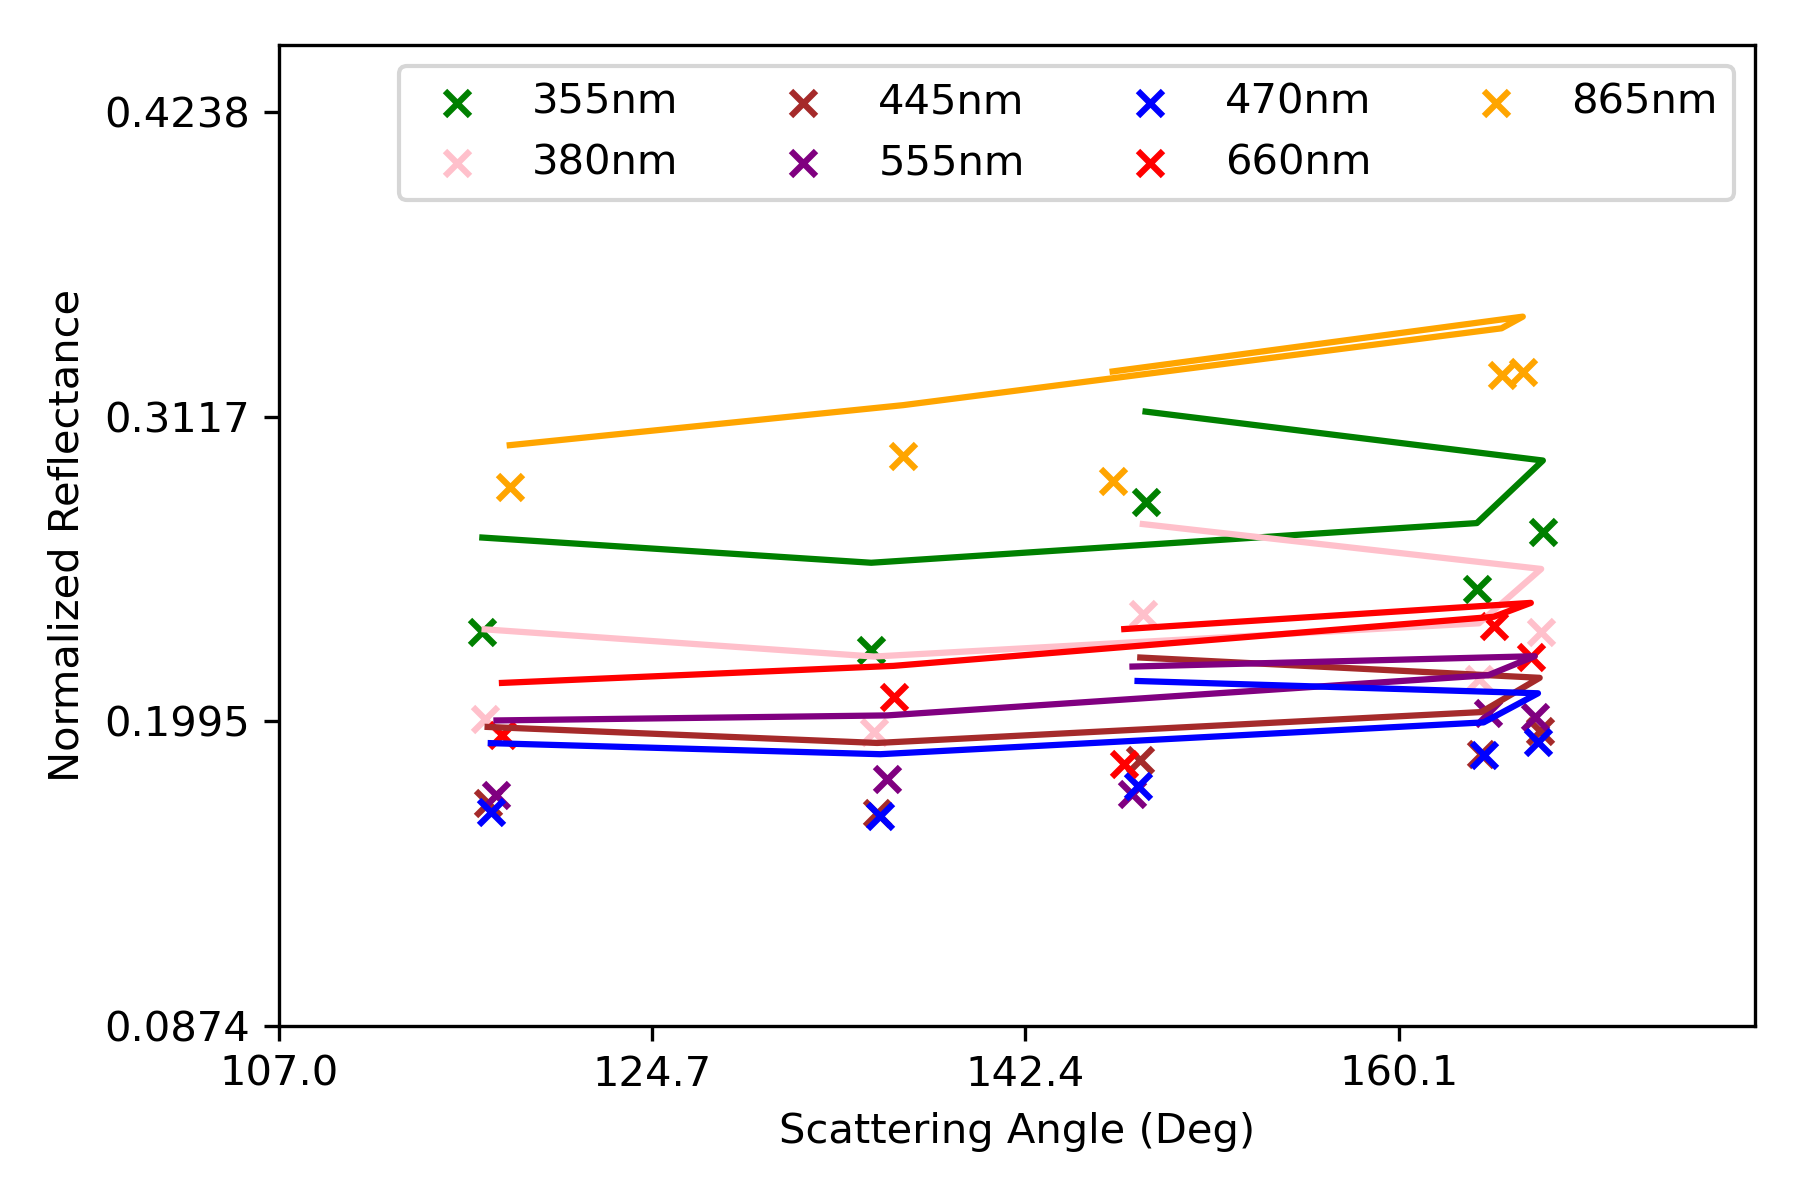 355nm 445nm 470nm 865nm
380nm 555nm 660nm
0.4238
0.3117
0.1995
0.0874
Normalized Reflectance
107.0 124.7 142.4 160.1
Scattering Angle (Deg)